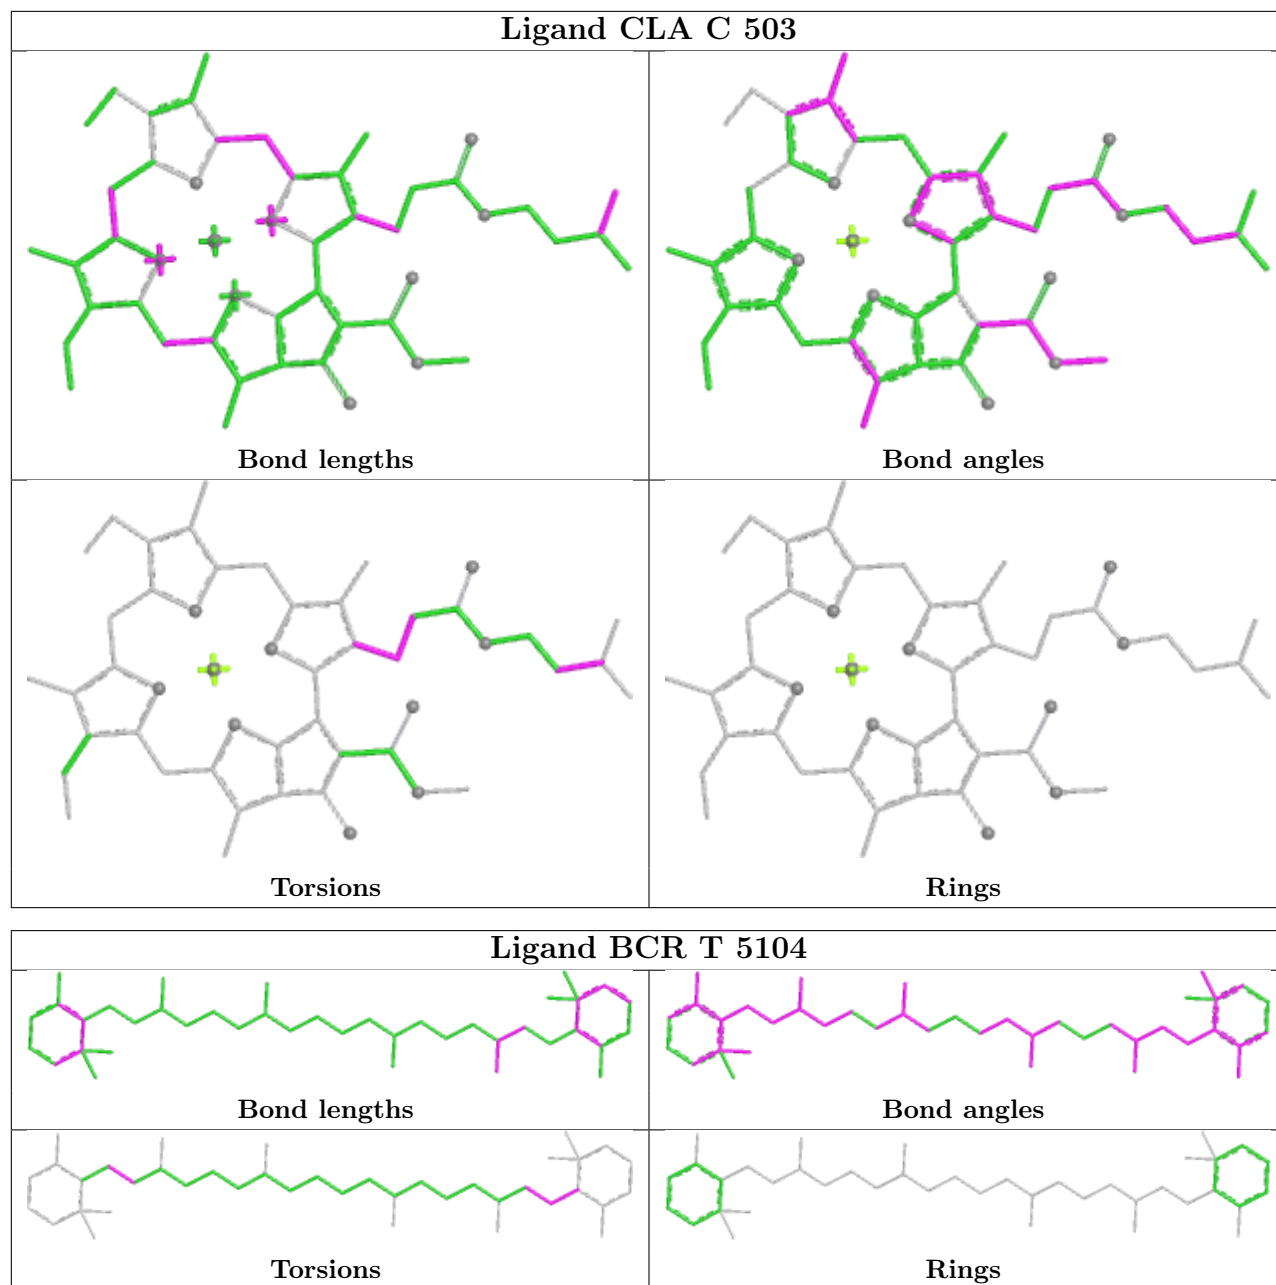 Ligand CLA C 503
Bond lengths
Bond angles
Torsions
Rings
Ligand BCR T 5104
Bond lengths
Bond angles
Torsions
Rings